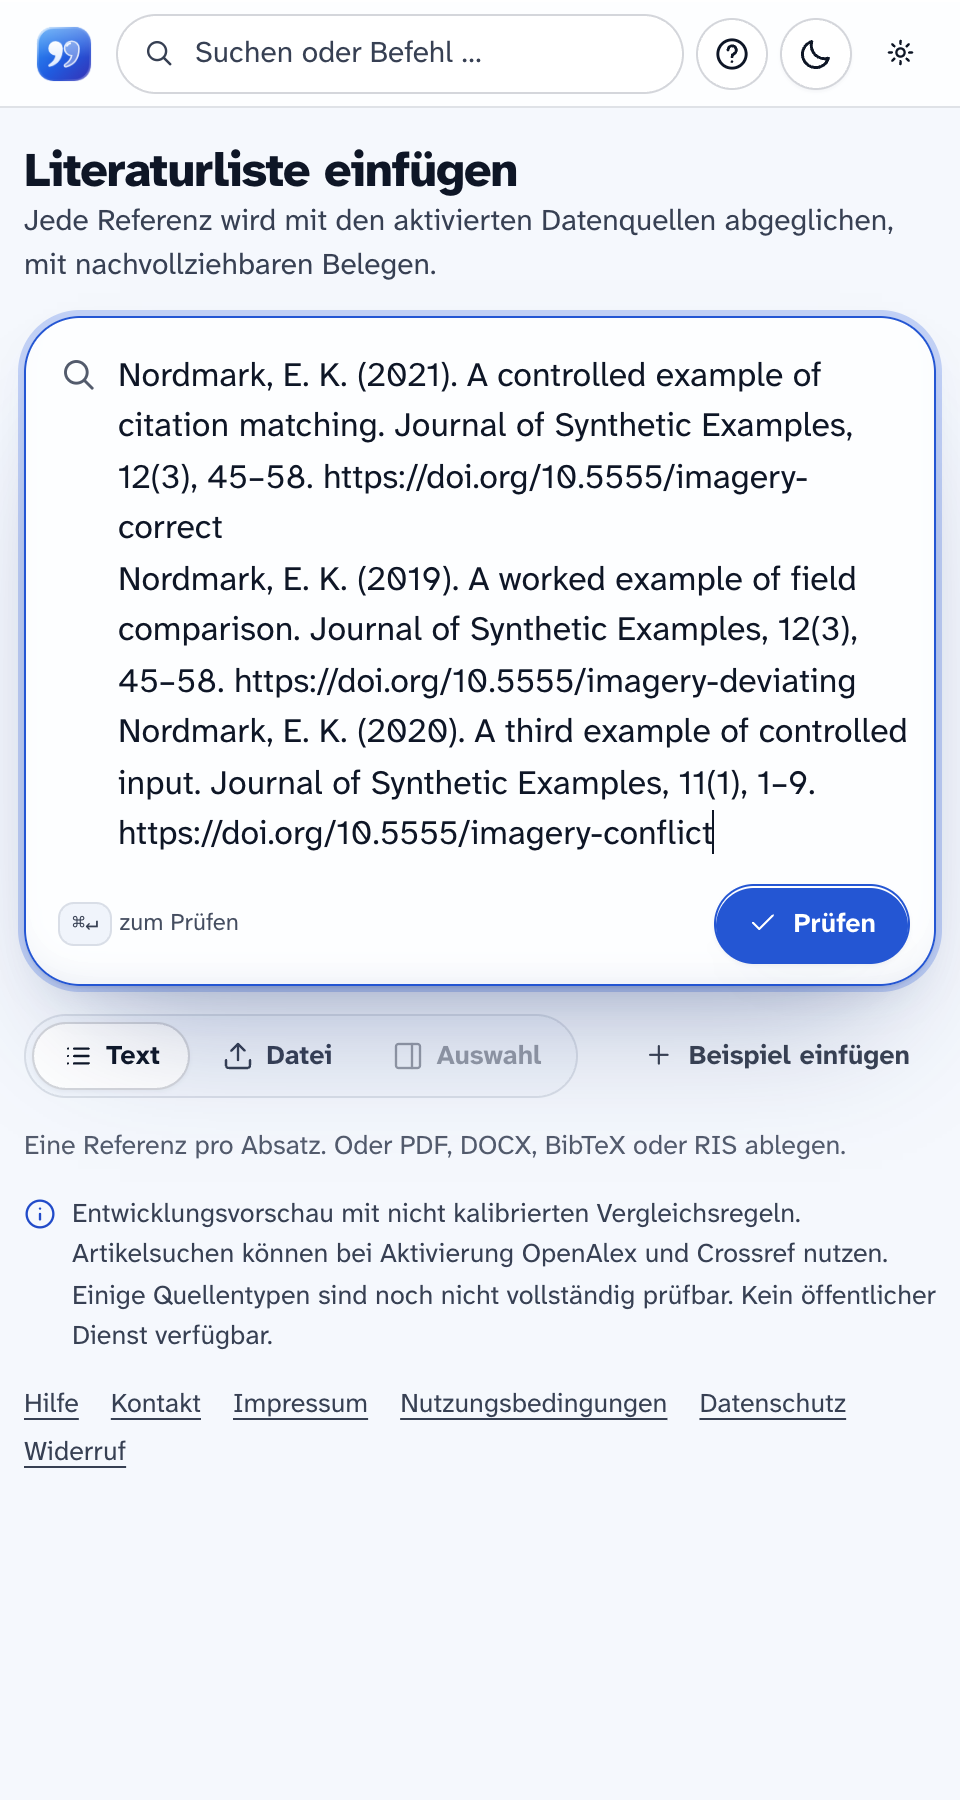 Suchen oder Befehl ...
Literaturliste einfügen
Jede Referenz wird mit den aktivierten Datenquellen abgeglichen,
mit nachvollziehbaren Belegen.
Nordmark, E. K. (2021). A controlled example of
citation matching. Journal of Synthetic Examples,
12(3), 45–58. https://doi.org/10.5555/imagery-
correct
Nordmark, E. K. (2019). A worked example of field
comparison. Journal of Synthetic Examples, 12(3),
45–58. https://doi.org/10.5555/imagery-deviating
Nordmark, E. K. (2020). A third example of controlled
input. Journal of Synthetic Examples, 11(1), 1–9.
https://doi.org/10.5555/imagery-conflict
⌘↵ zum Prüfen
Prüfen
Text Datei Auswahl Beispiel einfügen
Eine Referenz pro Absatz. Oder PDF, DOCX, BibTeX oder RIS ablegen.
Entwicklungsvorschau mit nicht kalibrierten Vergleichsregeln.
Artikelsuchen können bei Aktivierung OpenAlex und Crossref nutzen.
Einige Quellentypen sind noch nicht vollständig prüfbar. Kein öffentlicher
Dienst verfügbar.
Hilfe Kontakt Impressum Nutzungsbedingungen Datenschutz
Widerruf